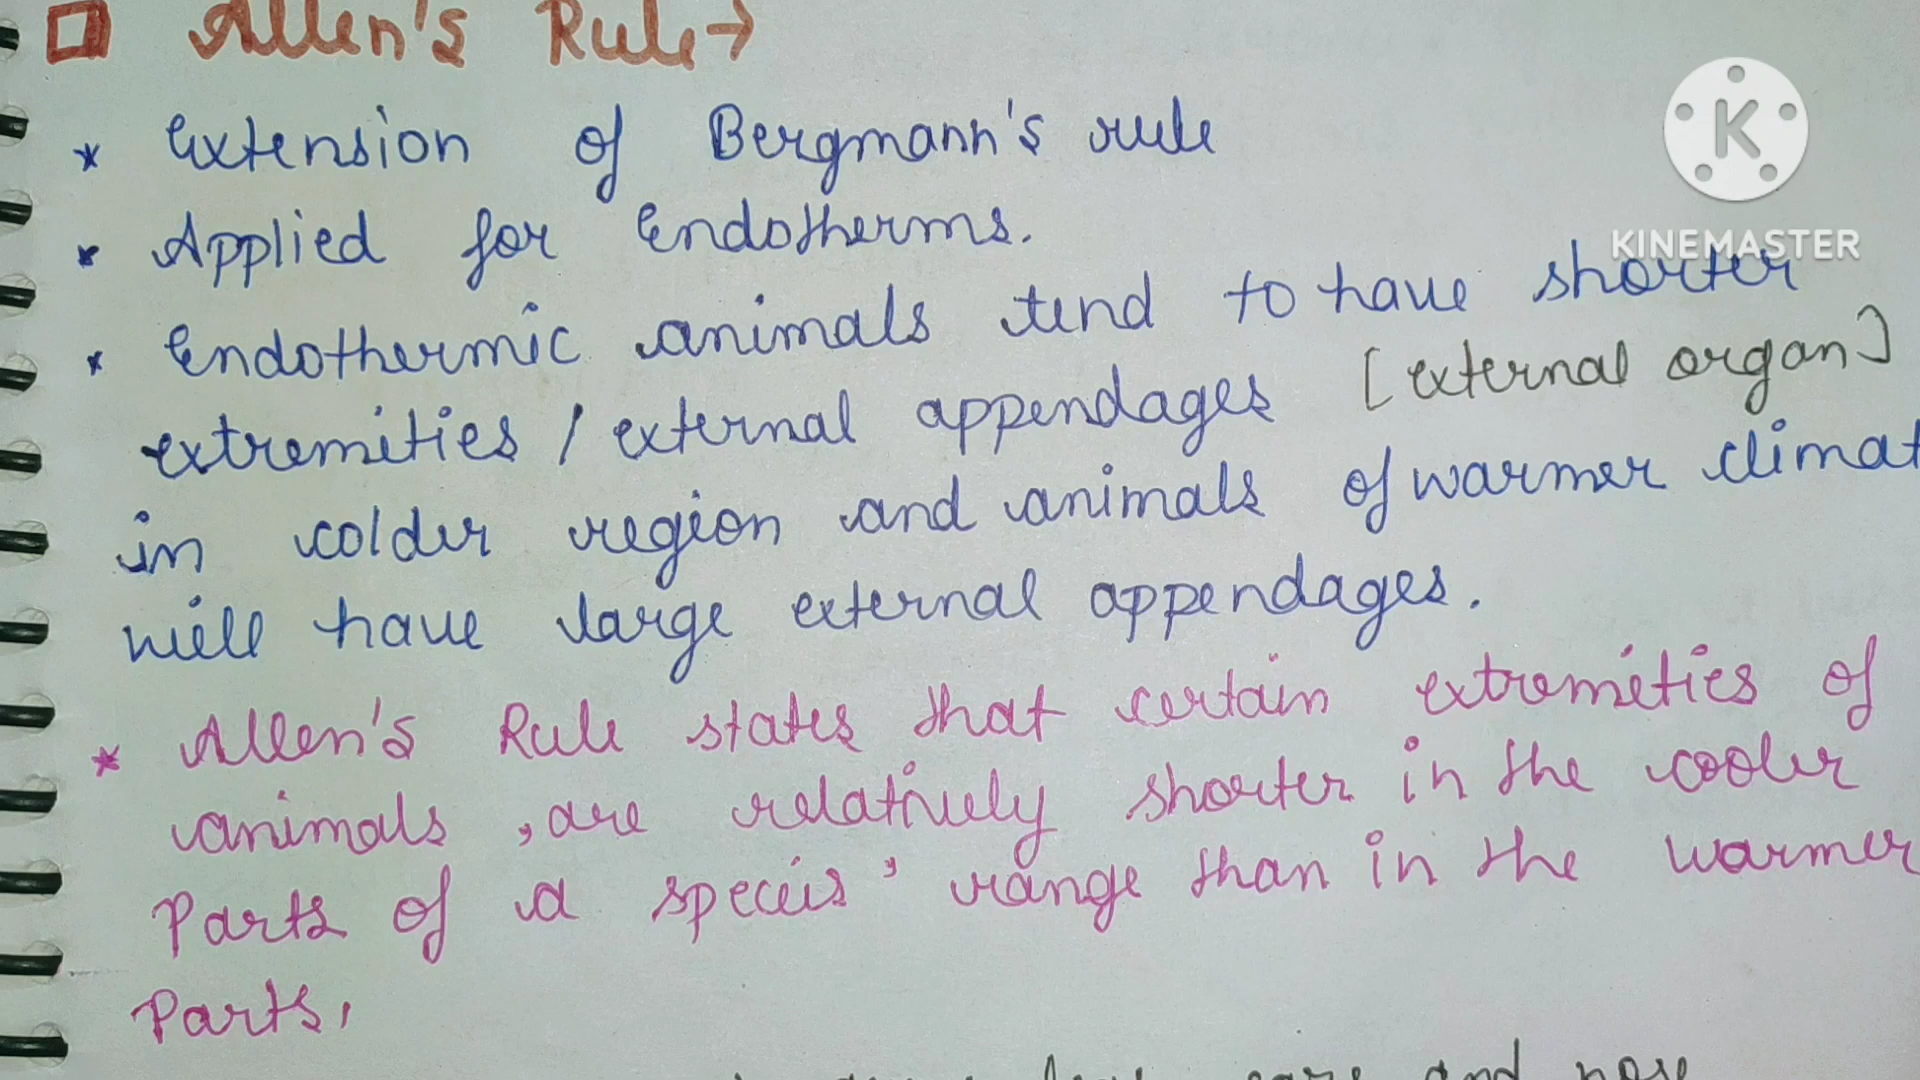 Allen's Rule→
* Extension of Bergmann's rule
* Applied for Endotherms.
* Endothermic animals tend to have shorter
extremities / external appendages [external organ]
in colder region and animals of warmer climat
will have large external appendages.
* Allen's Rule states that certain extremities of
animals, are relatively shorter in the cooler
Parts of a species' range than in the warmer
Parts,
and nose
K
KINEMASTER